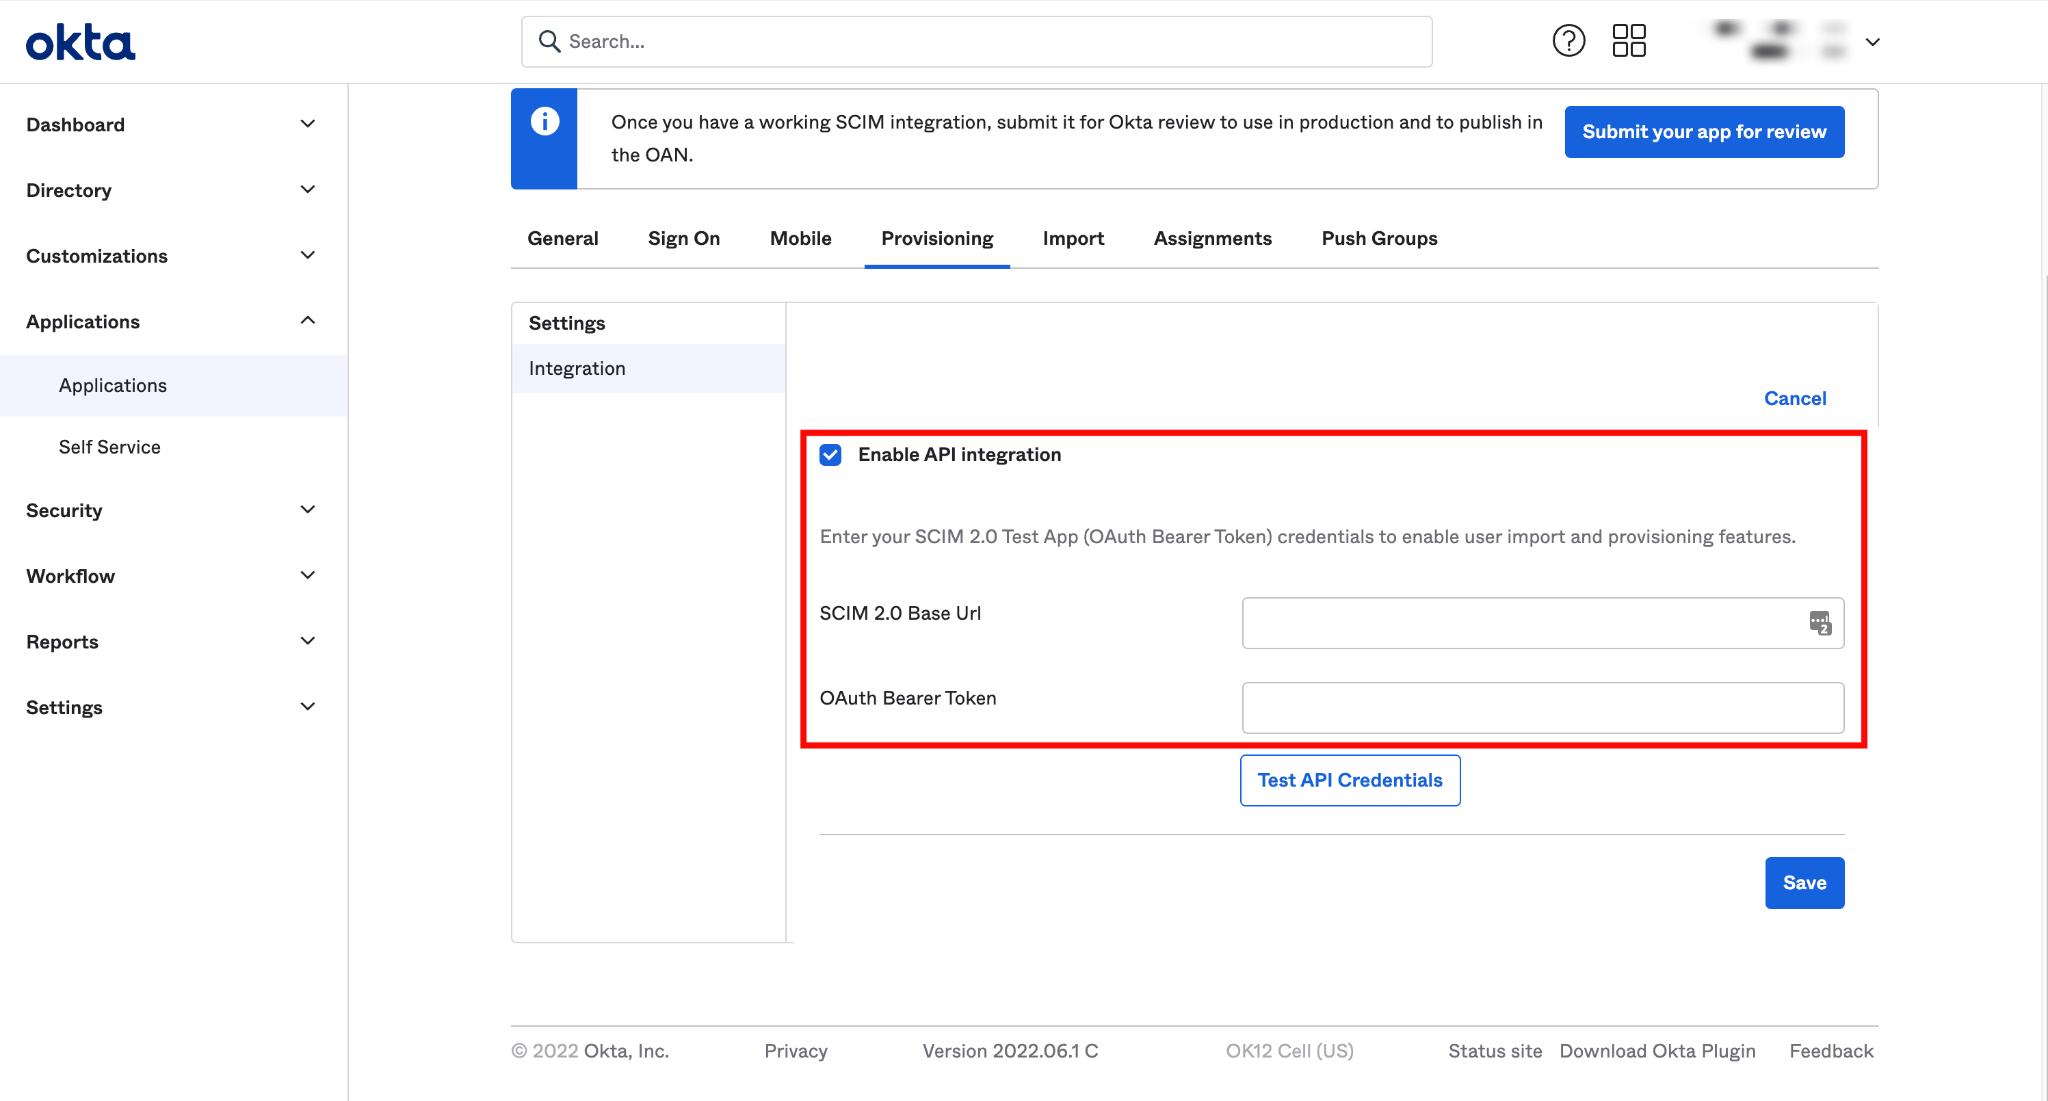 okta
Search...
Dashboard
Directory
Customizations
Applications
Applications
Self Service
Security
Workflow
Reports
Settings
Once you have a working SCIM integration, submit it for Okta review to use in production and to publish in
the OAN.
Submit your app for review
General
Sign On
Mobile
Provisioning
Import
Assignments
Push Groups
Settings
Integration
Cancel
Enable API integration
Enter your SCIM 2.0 Test App (OAuth Bearer Token) credentials to enable user import and provisioning features.
SCIM 2.0 Base Url
2
OAuth Bearer Token
Test API Credentials
Save
© 2022 Okta, Inc.
Privacy
Version 2022.06.1 C
OK12 Cell (US)
Status site
Download Okta Plugin
Feedback